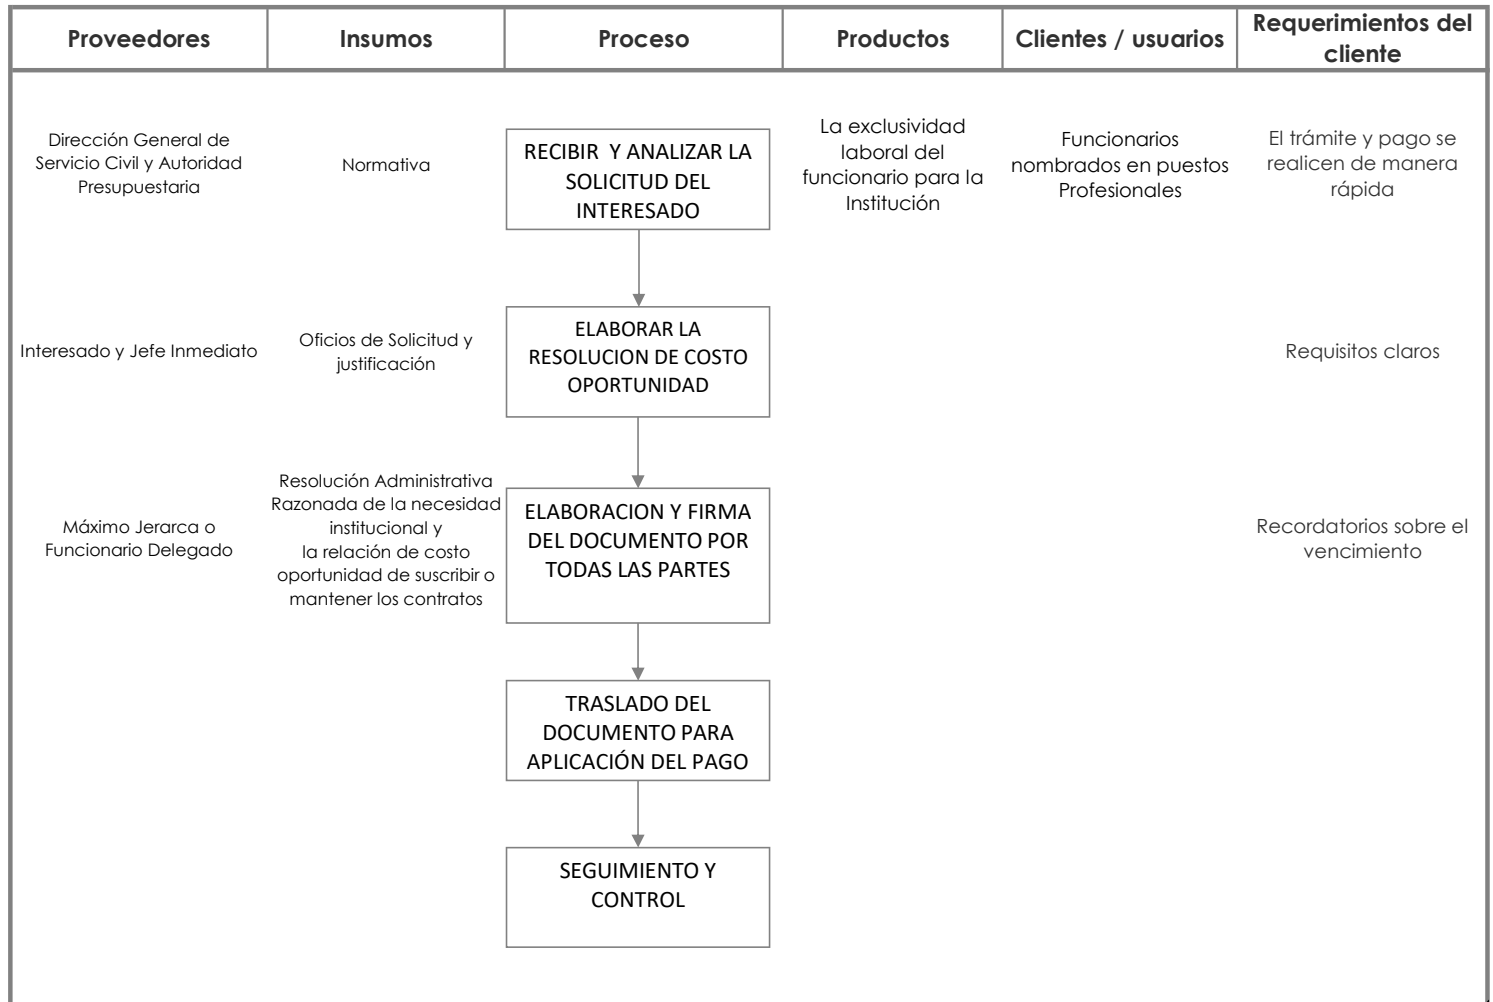 Proveedores
Insumos
Proceso
Productos
Clientes / usuarios
Requerimientos del
cliente
Dirección General de
Servicio Civil y Autoridad
Presupuestaria
Normativa
RECIBIR Y ANALIZAR LA
SOLICITUD DEL
INTERESADO
La exclusividad
laboral del
funcionario para la
Institución
Funcionarios
nombrados en puestos
Profesionales
El trámite y pago se
realicen de manera
rápida
Interesado y Jefe Inmediato
Oficios de Solicitud y
justificación
ELABORAR LA
RESOLUCION DE COSTO
OPORTUNIDAD
Requisitos claros
Máximo Jerarca o
Funcionario Delegado
Resolución Administrativa
Razonada de la necesidad
institucional y
la relación de costo
oportunidad de suscribir o
mantener los contratos
ELABORACION Y FIRMA
DEL DOCUMENTO POR
TODAS LAS PARTES
Recordatorios sobre el
vencimiento
TRASLADO DEL
DOCUMENTO PARA
APLICACIÓN DEL PAGO
SEGUIMIENTO Y
CONTROL